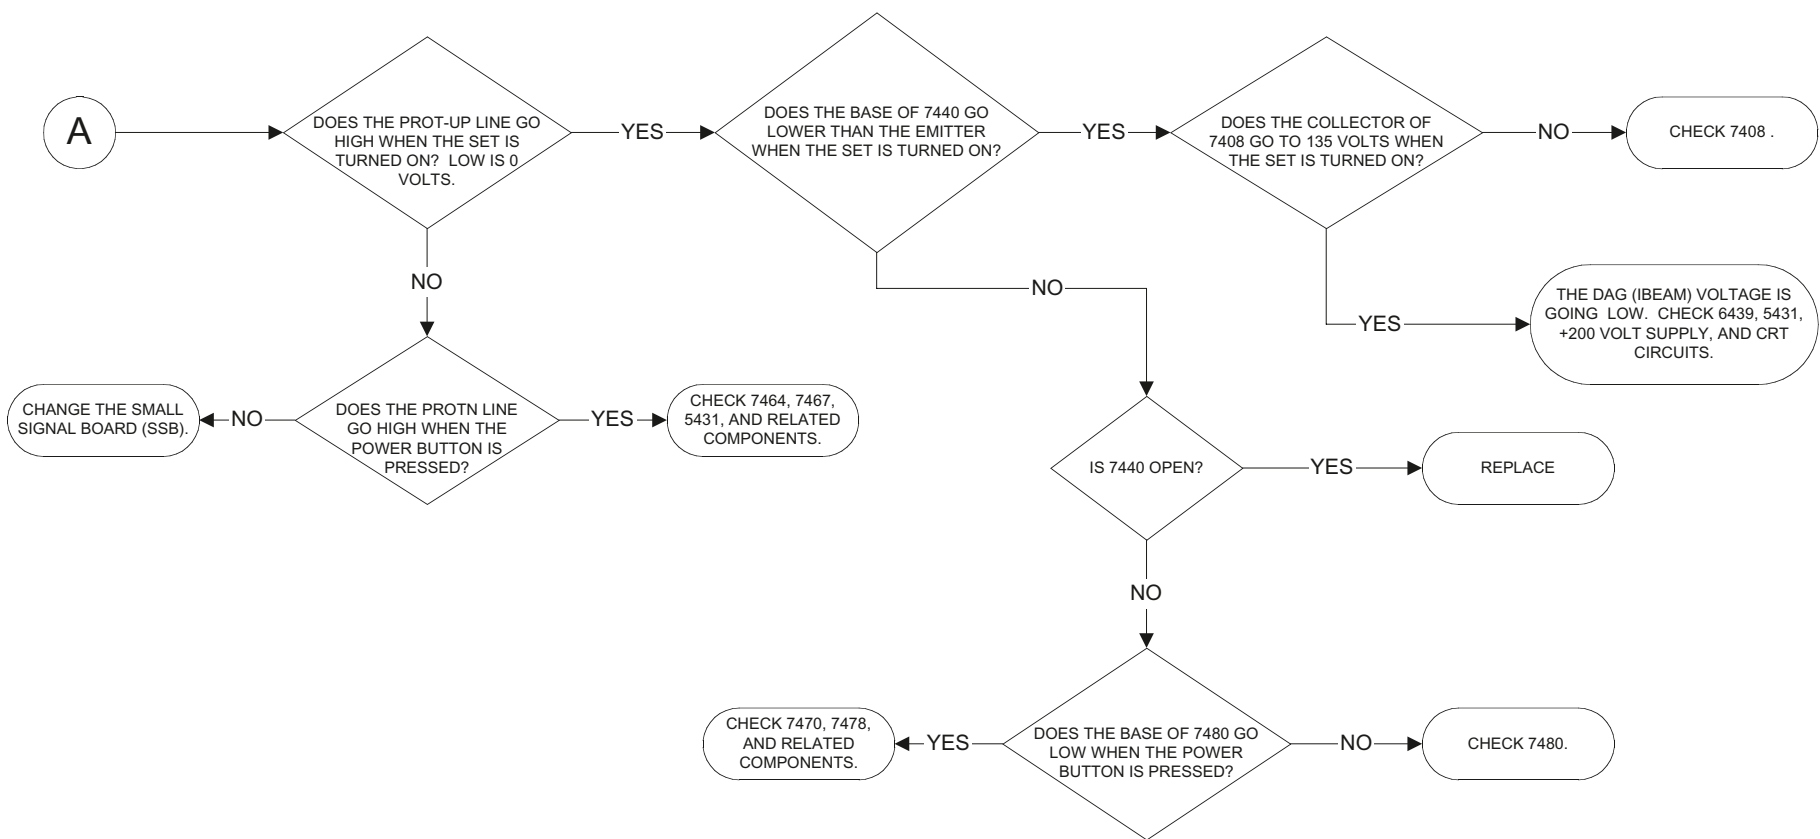 A
DOES THE PROT-UP LINE GO
HIGH WHEN THE SET IS
TURNED ON? LOW IS 0
VOLTS.
YES
DOES THE BASE OF 7440 GO
LOWER THAN THE EMITTER
WHEN THE SET IS TURNED ON?
YES
DOES THE COLLECTOR OF
7408 GO TO 135 VOLTS WHEN
THE SET IS TURNED ON?
NO
CHECK 7408 .
NO
NO
YES
THE DAG (IBEAM) VOLTAGE IS
GOING LOW. CHECK 6439, 5431,
+200 VOLT SUPPLY, AND CRT
CIRCUITS.
CHANGE THE SMALL
SIGNAL BOARD (SSB).
NO
DOES THE PROTN LINE
GO HIGH WHEN THE
POWER BUTTON IS
PRESSED?
YES
CHECK 7464, 7467,
5431, AND RELATED
COMPONENTS.
IS 7440 OPEN?
YES
REPLACE
NO
CHECK 7470, 7478,
AND RELATED
COMPONENTS.
YES
DOES THE BASE OF 7480 GO
LOW WHEN THE POWER
BUTTON IS PRESSED?
NO
CHECK 7480.